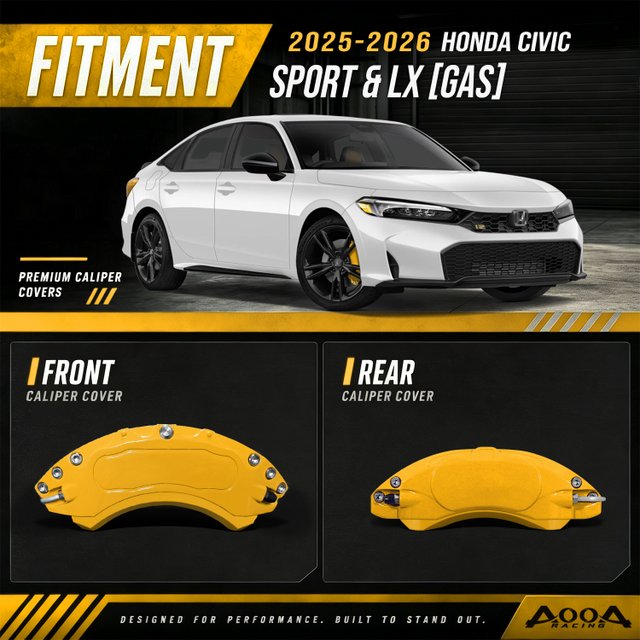 FITMENT
2025-2026 HONDA CIVIC
SPORT & LX [GAS]
PREMIUM CALIPER
COVERS
FRONT
CALIPER COVER
REAR
CALIPER COVER
DESIGNED FOR PERFORMANCE. BUILT TO STAND OUT.
AOOA
RACING